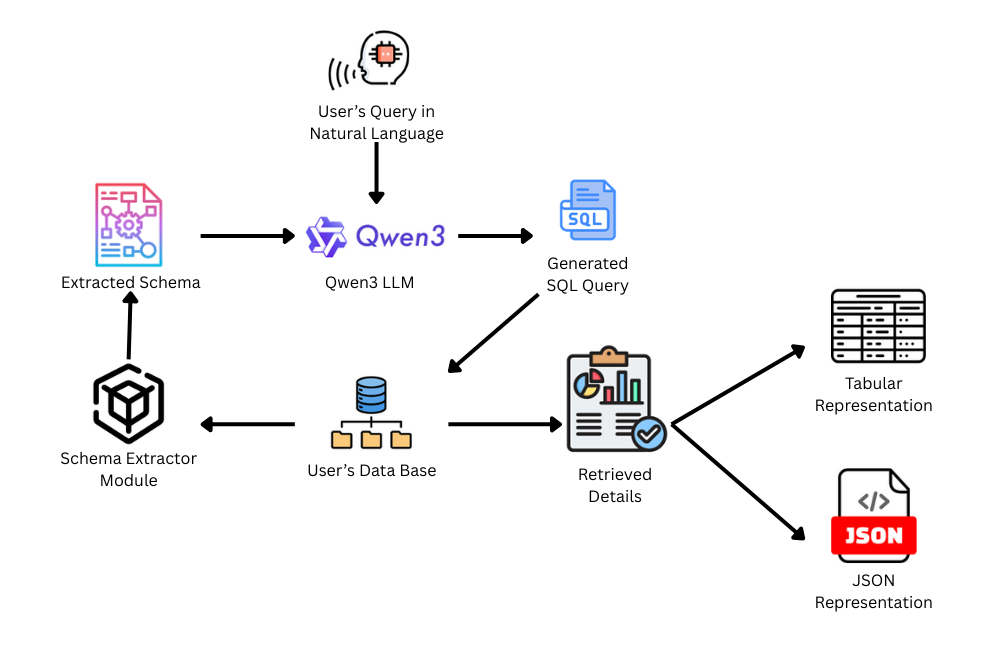 User’s Query in
Natural Language
Extracted Schema
Qwen3
Qwen3 LLM
SQL
Generated
SQL Query
Tabular
Representation
Schema Extractor
Module
User’s Data Base
Retrieved
Details
</>
JSON
JSON
Representation